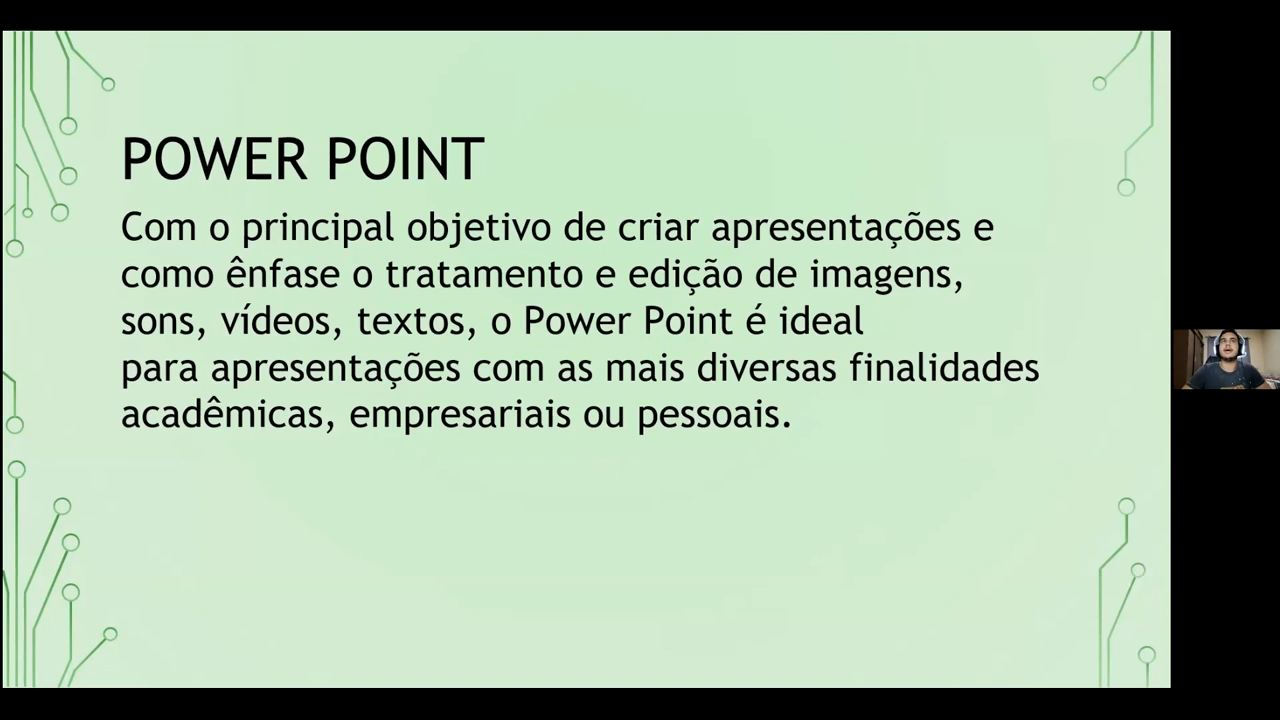 POWER POINT
Com o principal objetivo de criar apresentações e
como ênfase o tratamento e edição de imagens,
sons, vídeos, textos, o Power Point é ideal
para apresentações com as mais diversas finalidades
acadêmicas, empresariais ou pessoais.